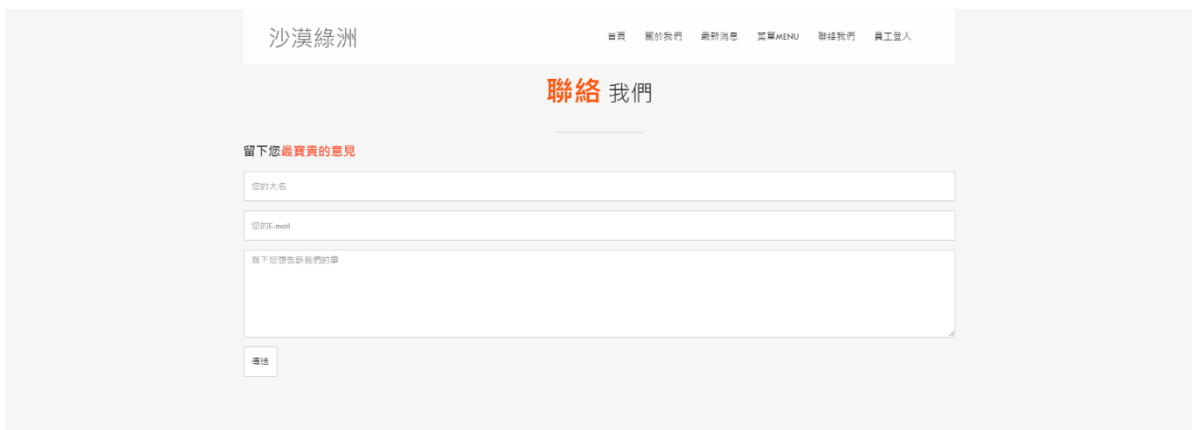 沙漠綠洲
首頁 關於我們 最新消息 菜單MENU 聯絡我們 員工登入
聯絡 我們
留下您最寶貴的意見
您的大名
您的E-mail
寫下您想告訴我們的事
傳送